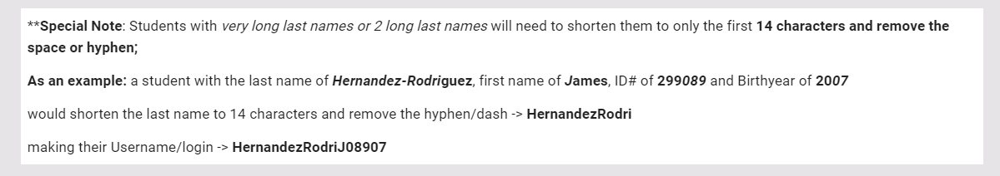 **Special Note: Students with very long last names or 2 long last names will need to shorten them to only the first 14 characters and remove the
space or hyphen;
As an example: a student with the last name of Hernandez-Rodriguez, first name of James, ID# of 299089 and Birthyear of 2007
would shorten the last name to 14 characters and remove the hyphen/dash -> HernandezRodri
making their Username/login -> HernandezRodriJ08907